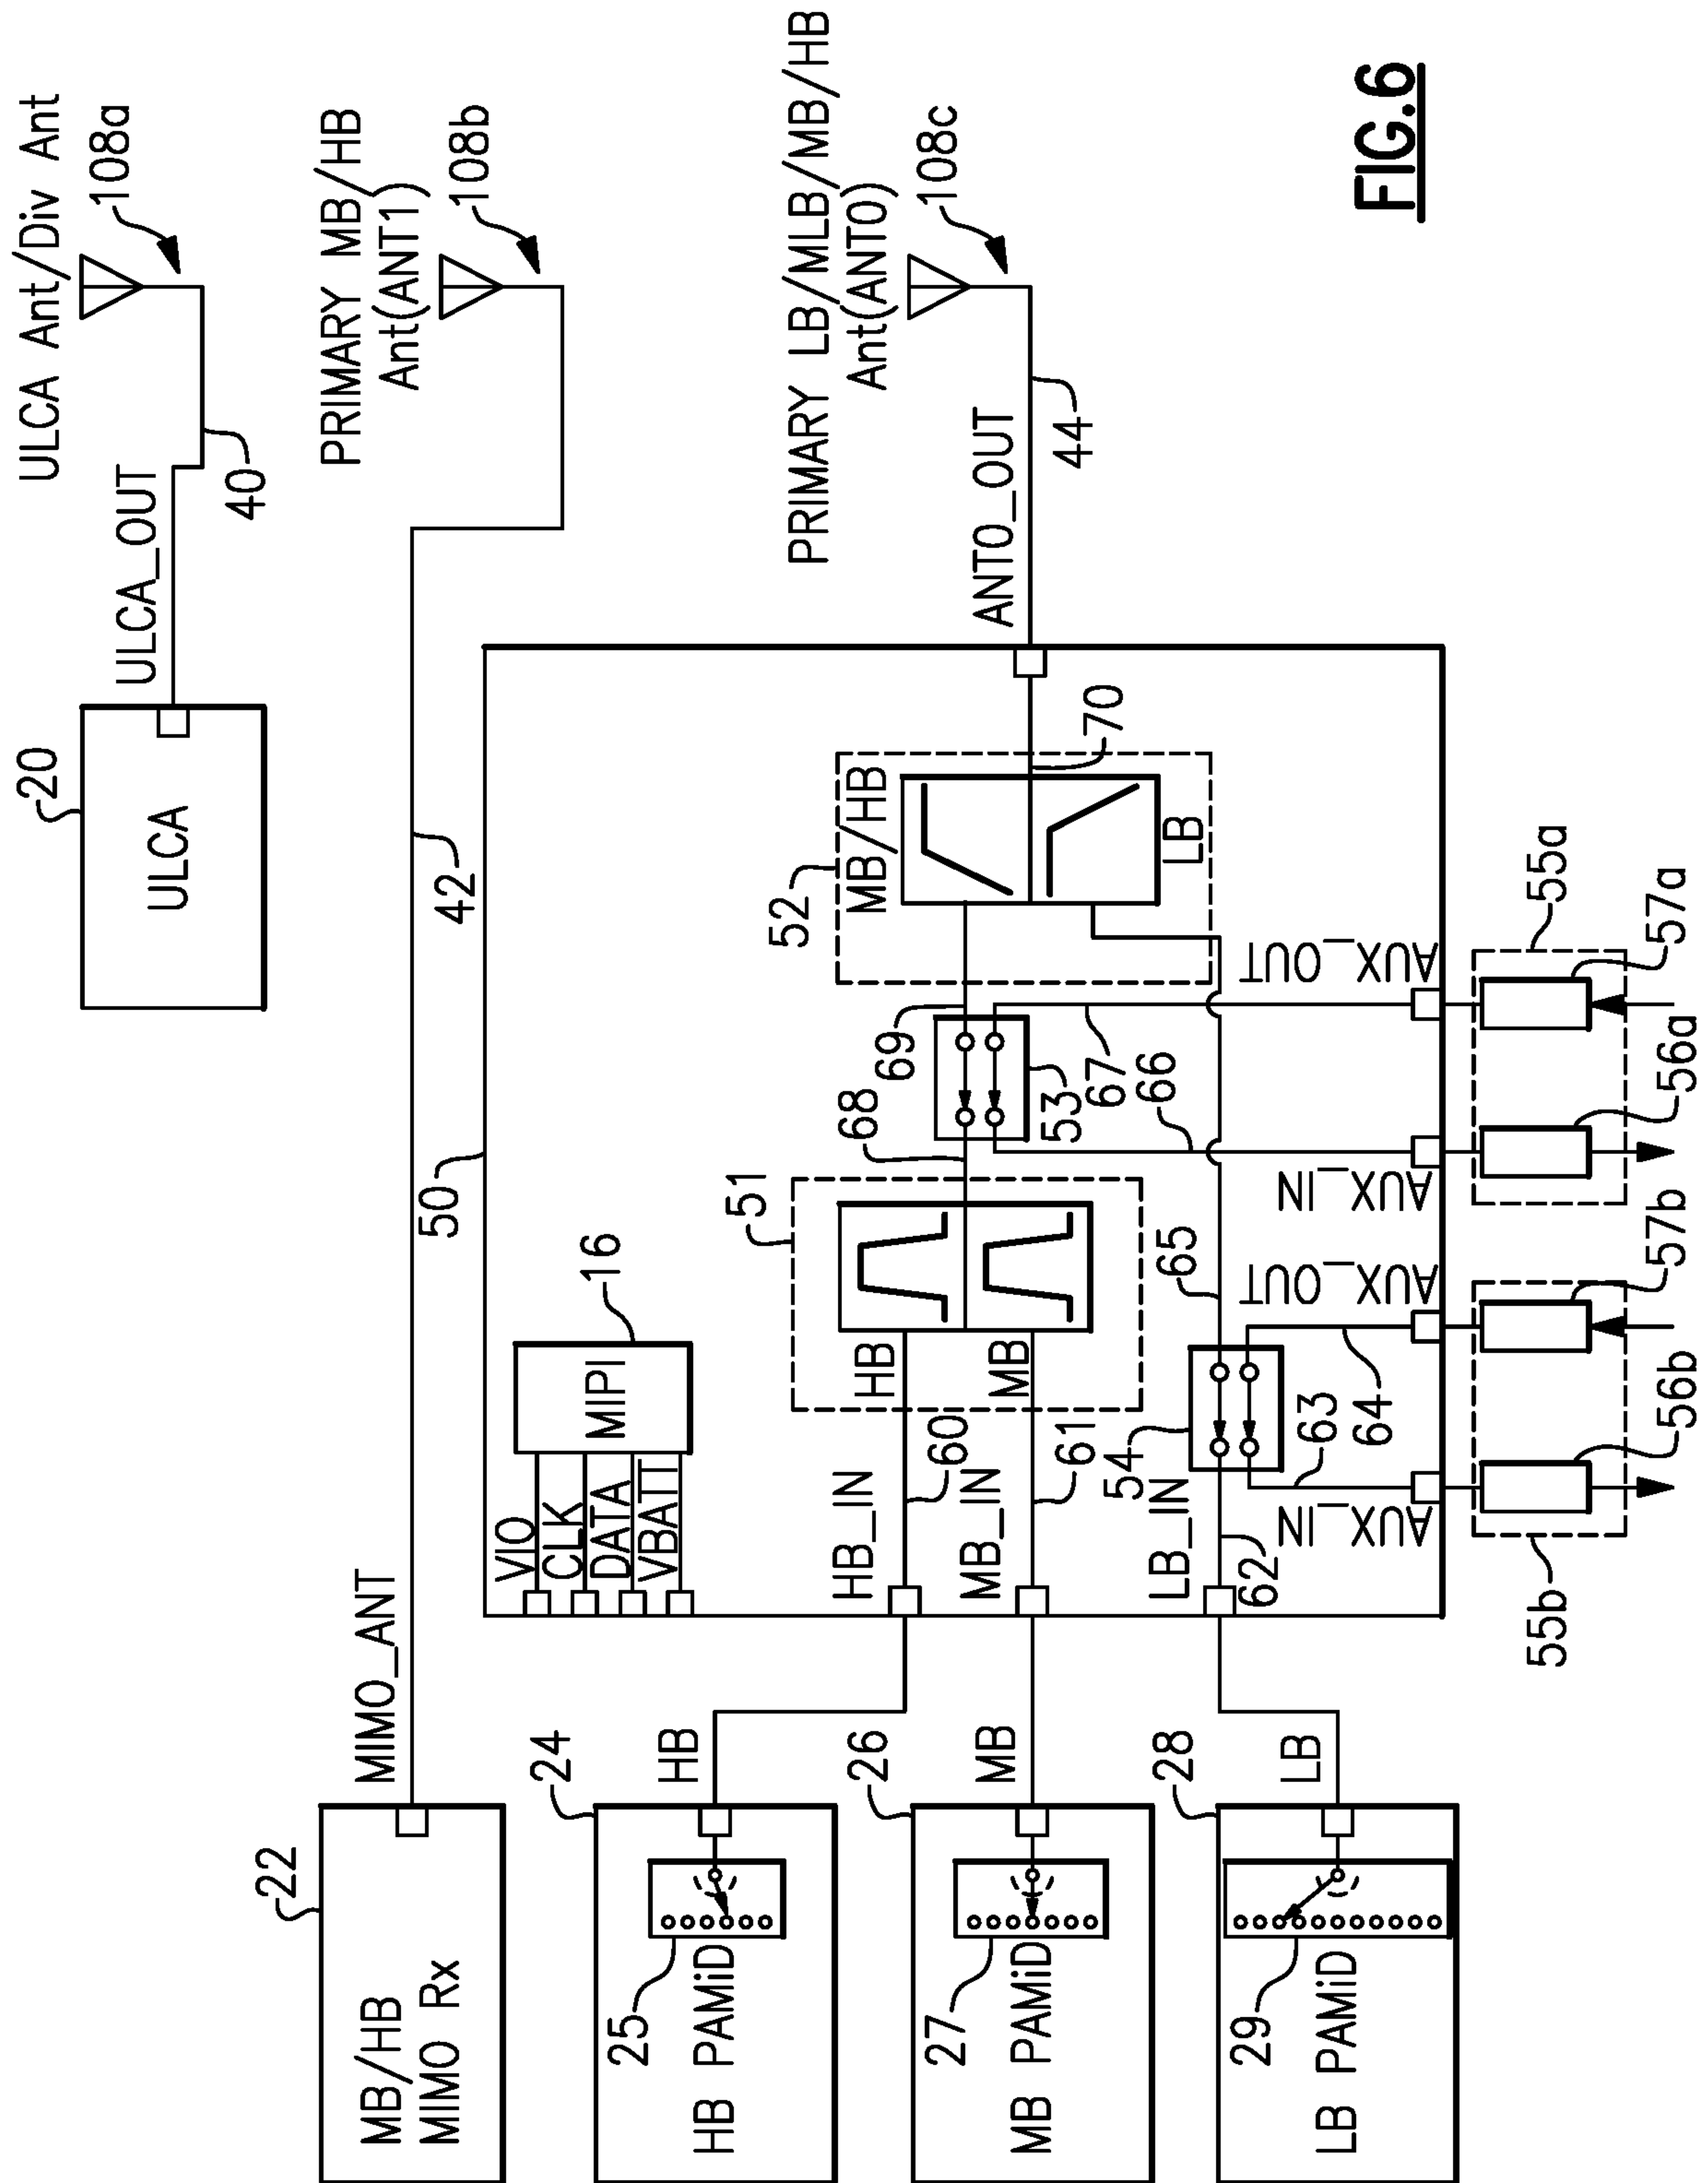 ULCA Ant/Div Ant
108a
20
ULCA
ULCA_OUT
40
PRIMARY MB/HB
Ant(ANT1)
108b
22
MB/HB
MIMO Rx
MIMO_ANT
42
50
PRIMARY LB/MLB/MB/HB
Ant(ANT0)
108c
ANT0_OUT
44
VIO
CLK
DATA
VBATT
MIPI
16
24
25
HB PAMiD
HB
HB_IN
60
51
HB
MB
68
53
69
52
MB/HB
LB
70
26
27
MB PAMiD
MB
MB_IN
61
28
29
LB PAMiD
LB
LB_IN
62
54
65
63
64
67
66
AUX_IN
AUX_OUT
AUX_IN
AUX_OUT
55b
56b
57b
56a
57a
55a
FIG.6